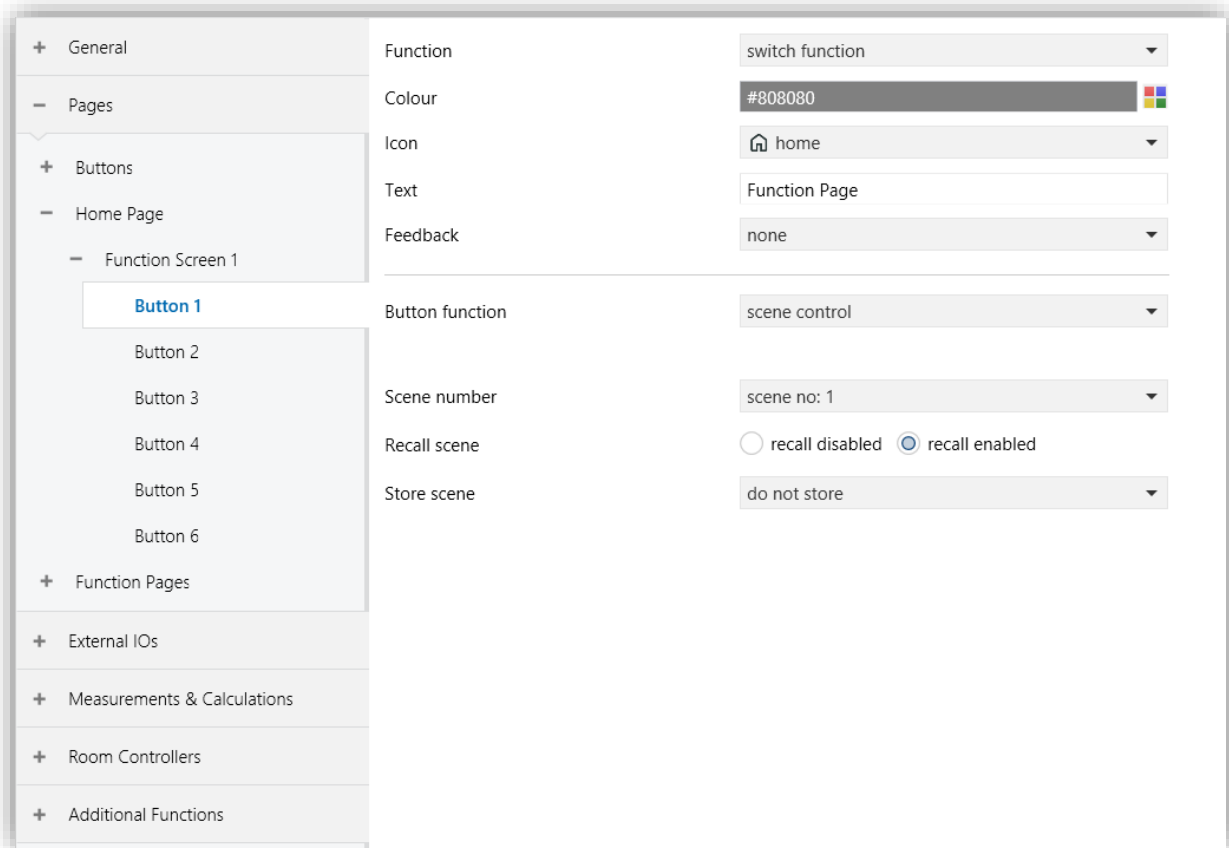 General
Pages
Buttons
Home Page
Function Screen 1
Button 1
Button 2
Button 3
Button 4
Button 5
Button 6
Function Pages
External IOs
Measurements & Calculations
Room Controllers
Additional Functions
Function switch function
Colour #808080
Icon home
Text Function Page
Feedback none
Button function scene control
Scene number scene no: 1
Recall scene recall disabled recall enabled
Store scene do not store